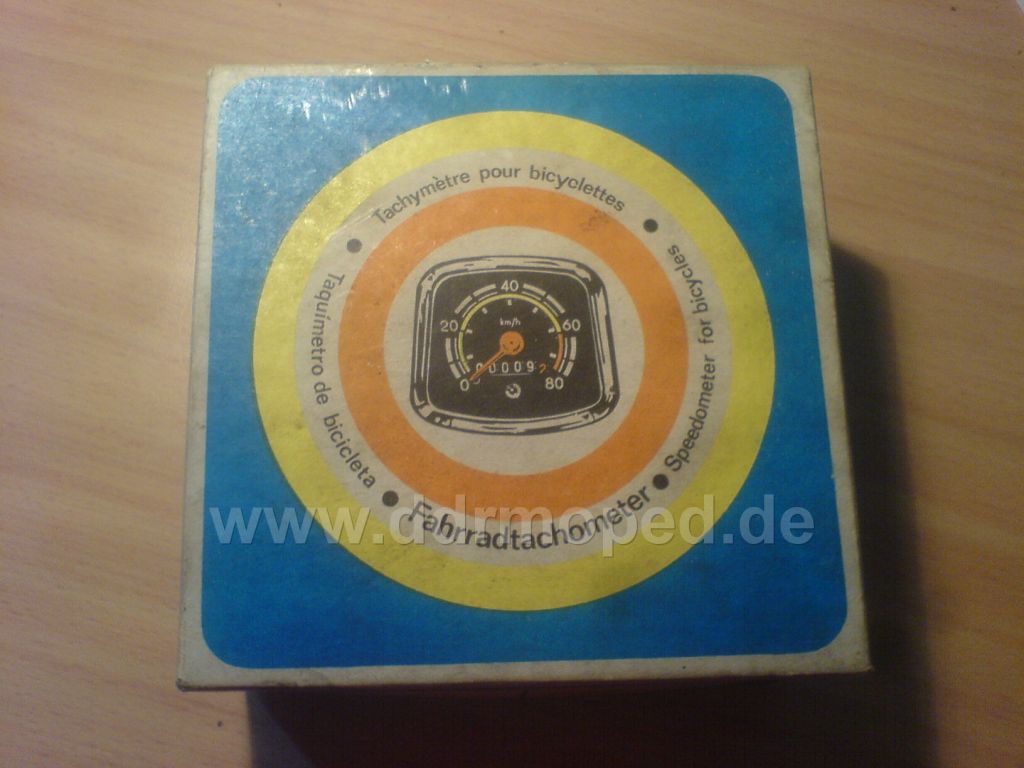 Tachymètre pour bicyclettes
Speedometer for bicycles
Fahrradtachometer
Taquímetro de bicicleta
0 20 40 60 80
km/h
www.ddrmoped.de